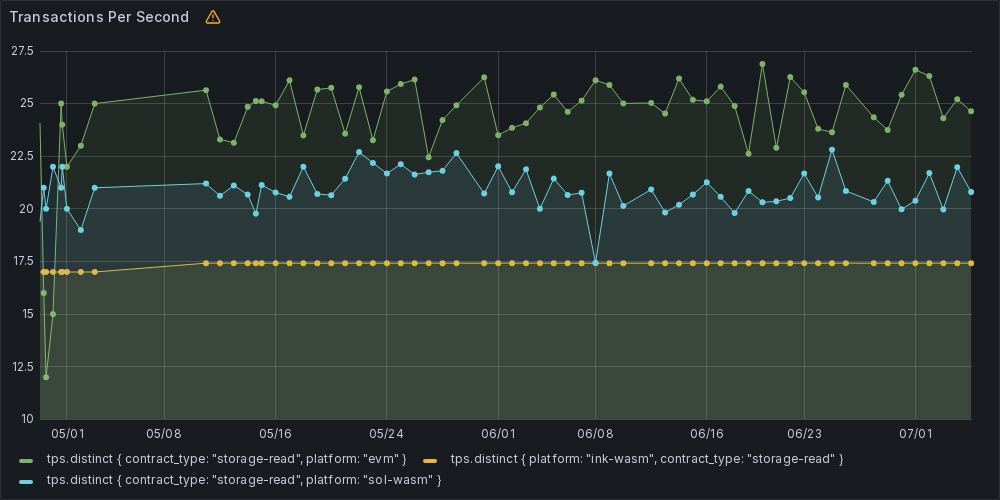 Transactions Per Second
27.5
25
22.5
20
17.5
15
12.5
10
05/01 05/08 05/16 05/24 06/01 06/08 06/16 06/23 07/01
tps.distinct { contract_type: "storage-read", platform: "evm" } tps.distinct { platform: "ink-wasm", contract_type: "storage-read" }
tps.distinct { contract_type: "storage-read", platform: "sol-wasm" }